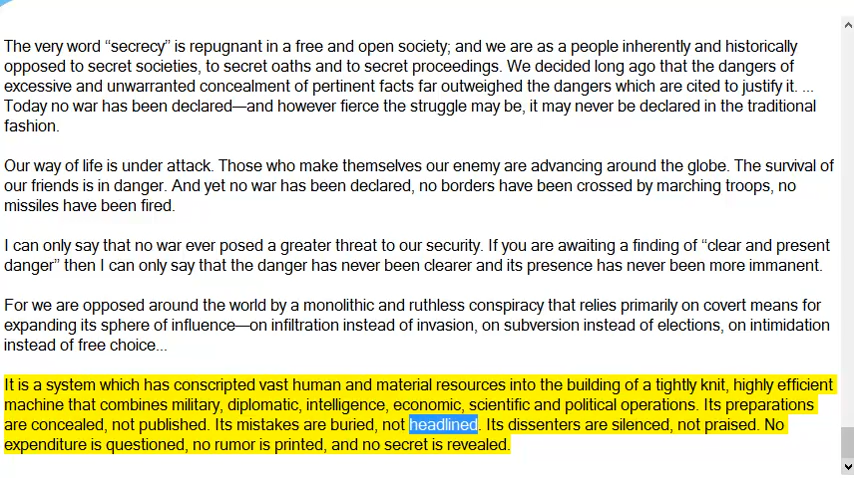 The very word “secrecy” is repugnant in a free and open society; and we are as a people inherently and historically
opposed to secret societies, to secret oaths and to secret proceedings. We decided long ago that the dangers of
excessive and unwarranted concealment of pertinent facts far outweighed the dangers which are cited to justify it. ...
Today no war has been declared—and however fierce the struggle may be, it may never be declared in the traditional
fashion.
Our way of life is under attack. Those who make themselves our enemy are advancing around the globe. The survival of
our friends is in danger. And yet no war has been declared, no borders have been crossed by marching troops, no
missiles have been fired.
I can only say that no war ever posed a greater threat to our security. If you are awaiting a finding of “clear and present
danger” then I can only say that the danger has never been clearer and its presence has never been more immanent.
For we are opposed around the world by a monolithic and ruthless conspiracy that relies primarily on covert means for
expanding its sphere of influence—on infiltration instead of invasion, on subversion instead of elections, on intimidation
instead of free choice...
It is a system which has conscripted vast human and material resources into the building of a tightly knit, highly efficient
machine that combines military, diplomatic, intelligence, economic, scientific and political operations. Its preparations
are concealed, not published. Its mistakes are buried, not headlined. Its dissenters are silenced, not praised. No
expenditure is questioned, no rumor is printed, and no secret is revealed.